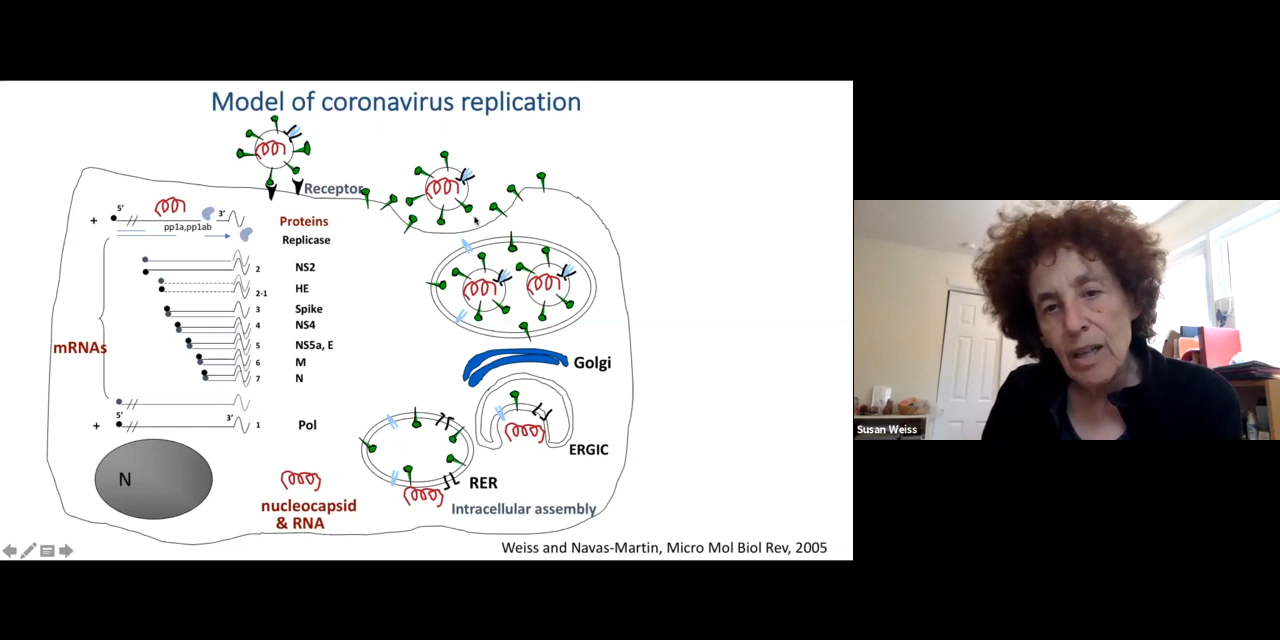 Model of coronavirus replication
Receptor
5’
3’
+
pp1a,pp1ab
Proteins
Replicase
2
NS2
2-1
HE
3
Spike
4
NS4
5
NS5a, E
6
M
7
N
mRNAs
5’
3’
+
1
Pol
N
nucleocapsid
& RNA
Golgi
ERGIC
RER
Intracellular assembly
Weiss and Navas-Martin, Micro Mol Biol Rev, 2005
Susan Weiss